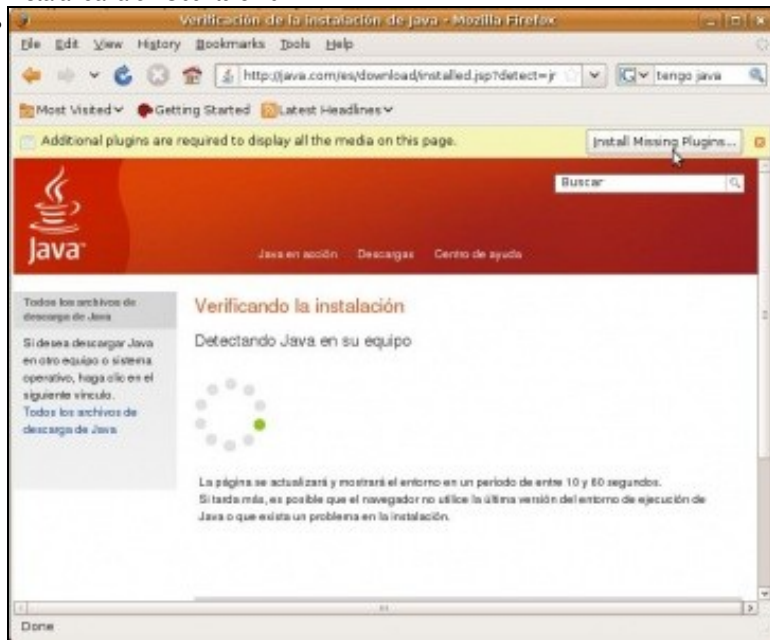 Verificación de la instalación de Java - Mozilla Firefox
File Edit View History Bookmarks Tools Help
http://java.com/es/download/installed.jsp?detect=jr
tengo java
Most Visited
Getting Started
Latest Headlines
Additional plugins are required to display all the media on this page.
Install Missing Plugins...
Java
Buscar
Java en acción Descargas Centro de ayuda
Todos los archivos de
descarga de Java
Si desea descargar Java
en otro equipo o sistema
operativo, haga clic en el
siguiente vínculo.
Todos los archivos de
descarga de Java
Verificando la instalación
Detectando Java en su equipo
La página se actualizará y mostrará el entorno en un periodo de entre 10 y 60 segundos.
Si tarda más, es posible que el navegador no utilice la última versión del entorno de ejecución de
Java o que exista un problema en la instalación.
Done